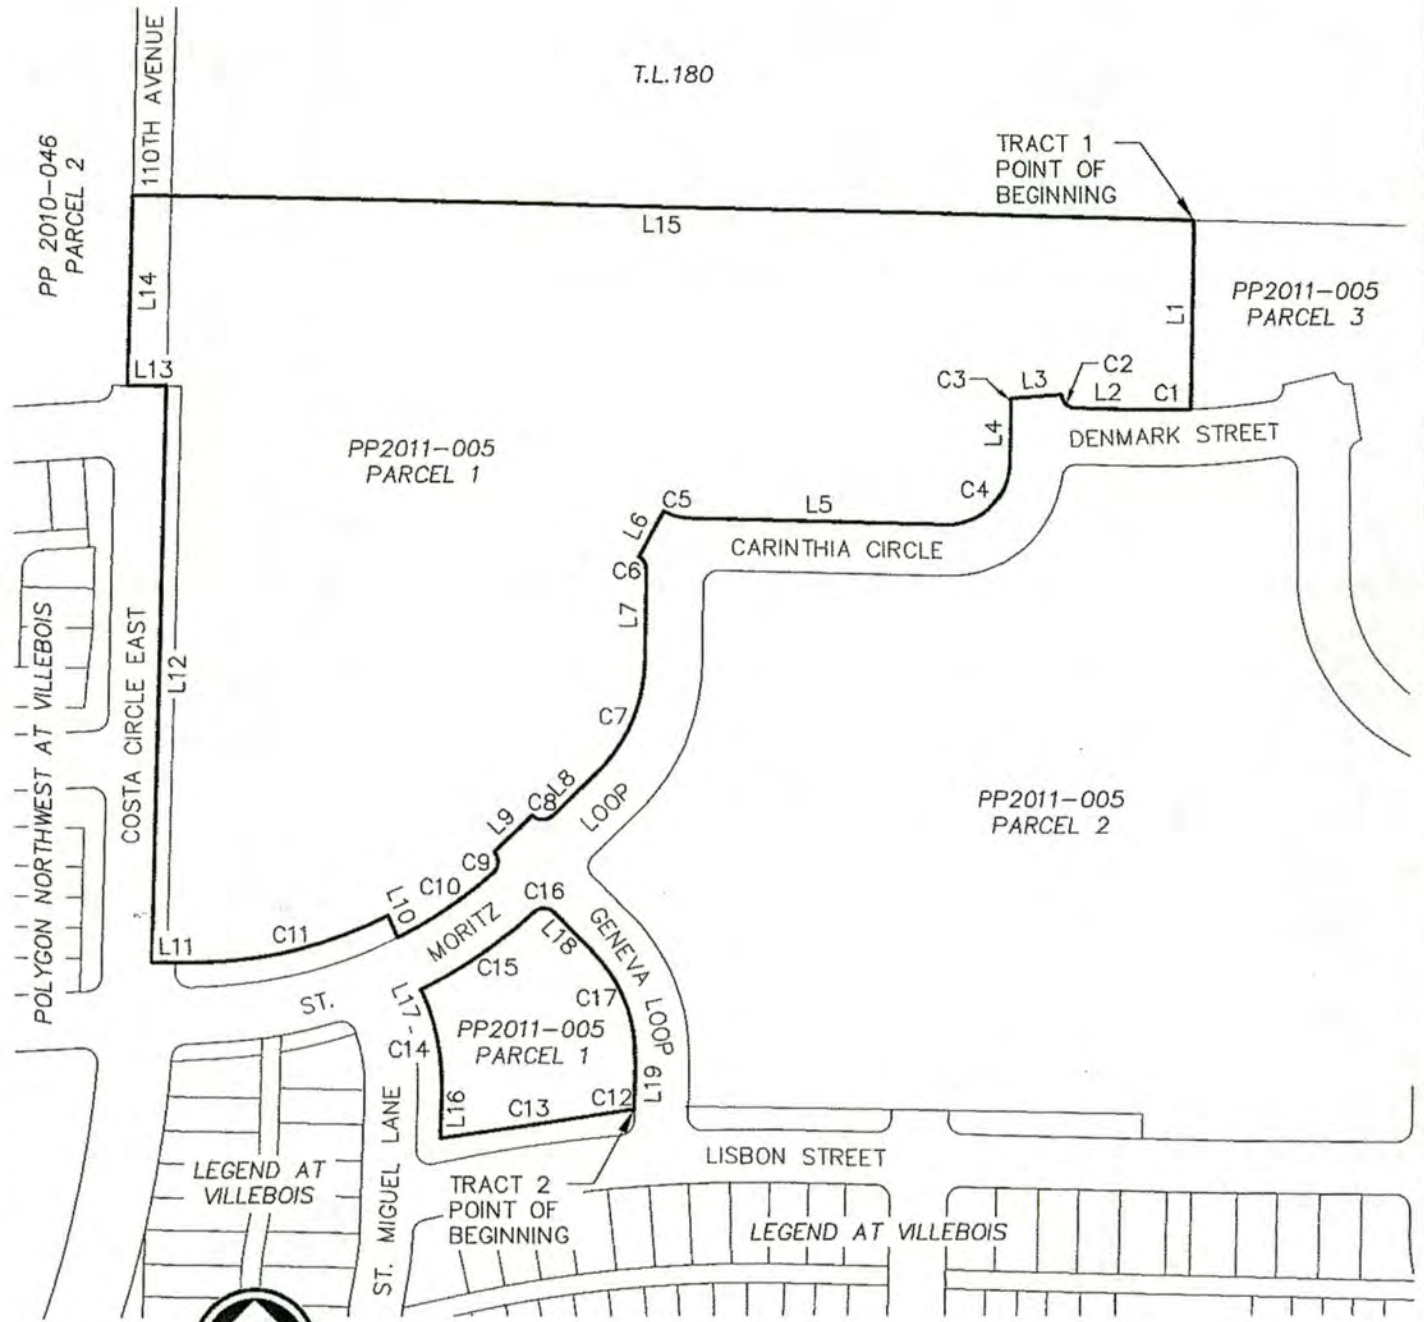 T.L.180
110TH AVENUE
PP 2010-046
PARCEL 2
TRACT 1
POINT OF
BEGINNING
L15
L14
L1
PP2011-005
PARCEL 3
L13
C3
L3
C2
L2
C1
L4
DENMARK STREET
PP2011-005
PARCEL 1
C5
L5
C4
L6
CARINTHIA CIRCLE
C6
L7
COSTA CIRCLE EAST
L12
POLYGON NORTHWEST AT VILLEBOIS
C7
L8
C8
LOOP
L9
PP2011-005
PARCEL 2
C9
C10
L10
C16
C11
L11
MORITZ
L18
GENEVA LOOP
C15
ST.
L17
C17
PP2011-005
PARCEL 1
C14
L16
C13
C12
L19
ST. MIGUEL LANE
LISBON STREET
LEGEND AT
VILLEBOIS
TRACT 2
POINT OF
BEGINNING
LEGEND AT VILLEBOIS